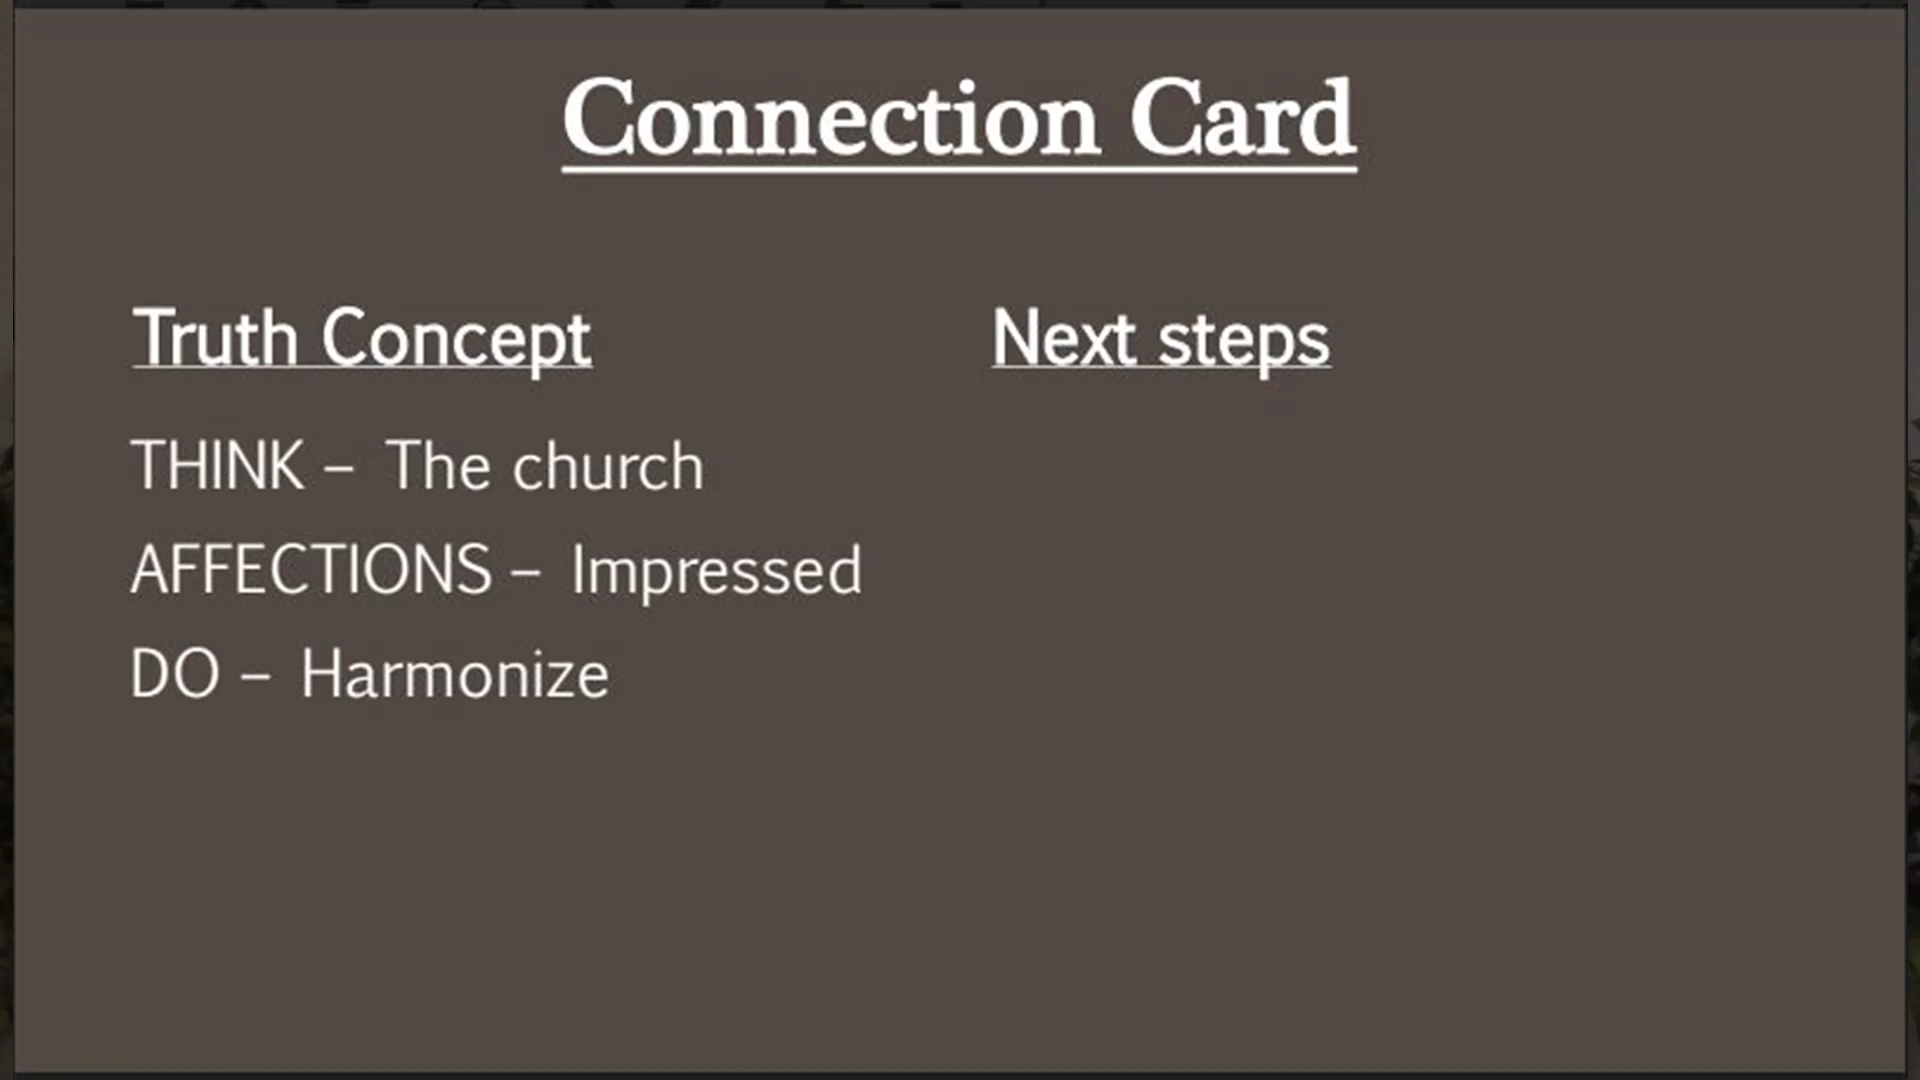 Connection Card
Truth Concept
THINK – The church
AFFECTIONS – Impressed
DO – Harmonize
Next steps